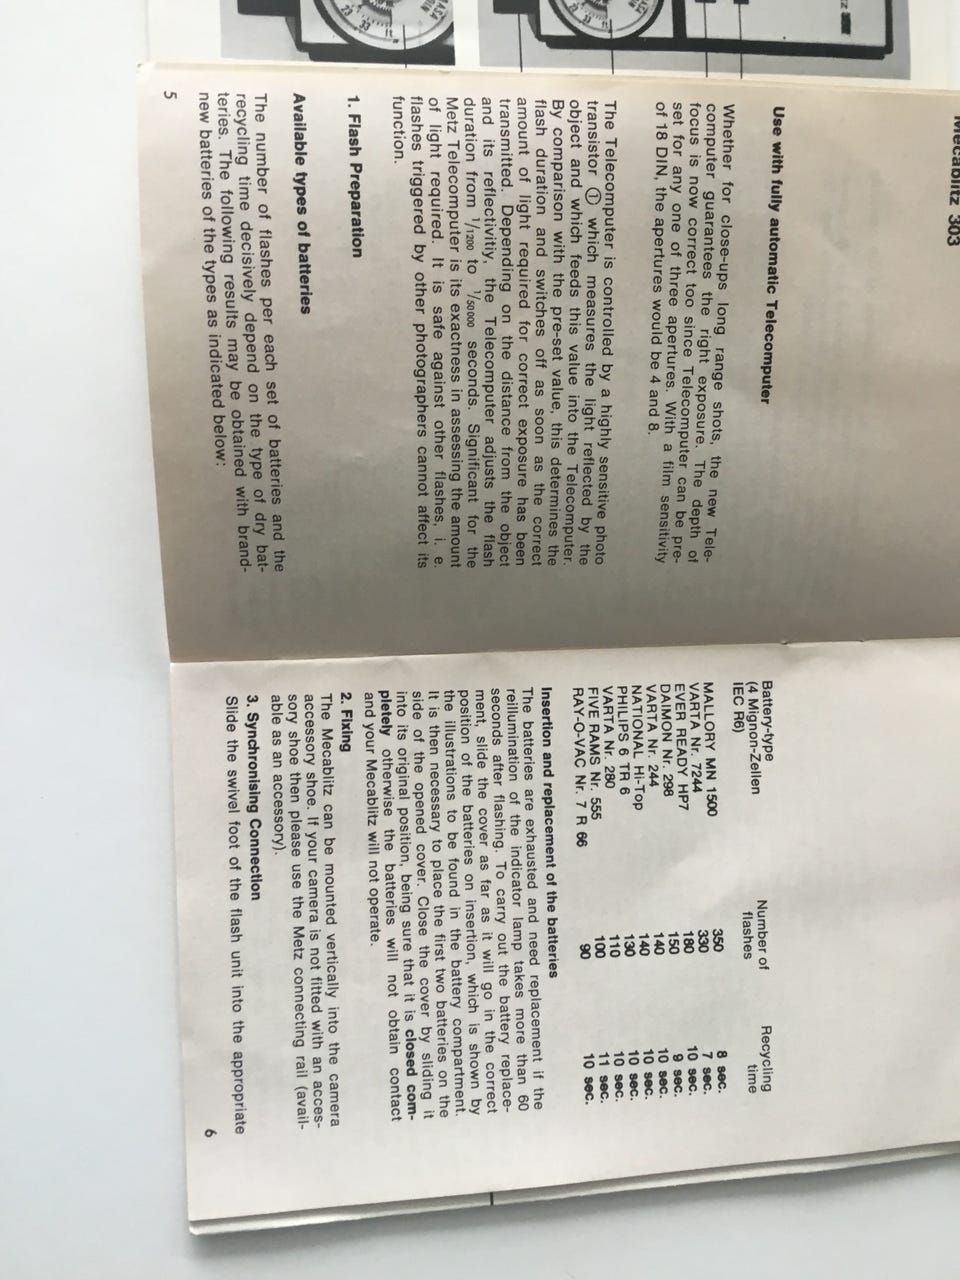 Mecablitz 303
Use with fully automatic Telecomputer
Whether for close-ups long range shots, the new Tele-
computer guarantees the right exposure. The depth of
focus is now correct too since Telecomputer can be pre-
set for any one of three apertures. With a film sensitivity
of 18 DIN, the apertures would be 4 and 8.
The Telecomputer is controlled by a highly sensitive photo
transistor ① which measures the light reflected by the
object and which feeds this value into the Telecomputer.
By comparison with the pre-set value, this determines the
flash duration and switches off as soon as the correct
amount of light required for correct exposure has been
transmitted. Depending on the distance from the object
and its reflectivitiy, the Telecomputer adjusts the flash
duration from 1/1200 to 1/50000 seconds. Significant for the
Metz Telecomputer is its exactness in assessing the amount
of light required. It is safe against other flashes, i. e.
flashes triggered by other photographers cannot affect its
function.
1. Flash Preparation
Available types of batteries
The number of flashes per each set of batteries and the
recycling time decisively depend on the type of dry bat-
teries. The following results may be obtained with brand-
new batteries of the types as indicated below:
5
Battery-type Number of Recycling
(4 Mignon-Zellen flashes time
IEC R6)
MALLORY MN 1500 350 8 sec.
VARTA Nr. 7244 330 7 sec.
EVER READY HP7 180 10 sec.
DAIMON Nr. 298 150 9 sec.
VARTA Nr. 244 140 10 sec.
NATIONAL Hi-Top 140 10 sec.
PHILIPS 6 TR 6 130 10 sec.
VARTA Nr. 280 110 10 sec.
FIVE RAMS Nr. 555 100 11 sec.
RAY-O-VAC Nr. 7 R 66 90 10 sec.
Insertion and replacement of the batteries
The batteries are exhausted and need replacement if the
reillumination of the indicator lamp takes more than 60
seconds after flashing. To carry out the battery replace-
ment, slide the cover as far as it will go in the correct
position of the batteries on insertion, which is shown by
the illustrations to be found in the battery compartment.
It is then necessary to place the first two batteries on the
side of the opened cover. Close the cover by sliding it
into its original position, being sure that it is closed com-
pletely otherwise the batteries will not obtain contact
and your Mecablitz will not operate.
2. Fixing
The Mecablitz can be mounted vertically into the camera
accessory shoe. If your camera is not fitted with an acces-
sory shoe then please use the Metz connecting rail (avail-
able as an accessory).
3. Synchronising Connection
Slide the swivel foot of the flash unit into the appropriate
6